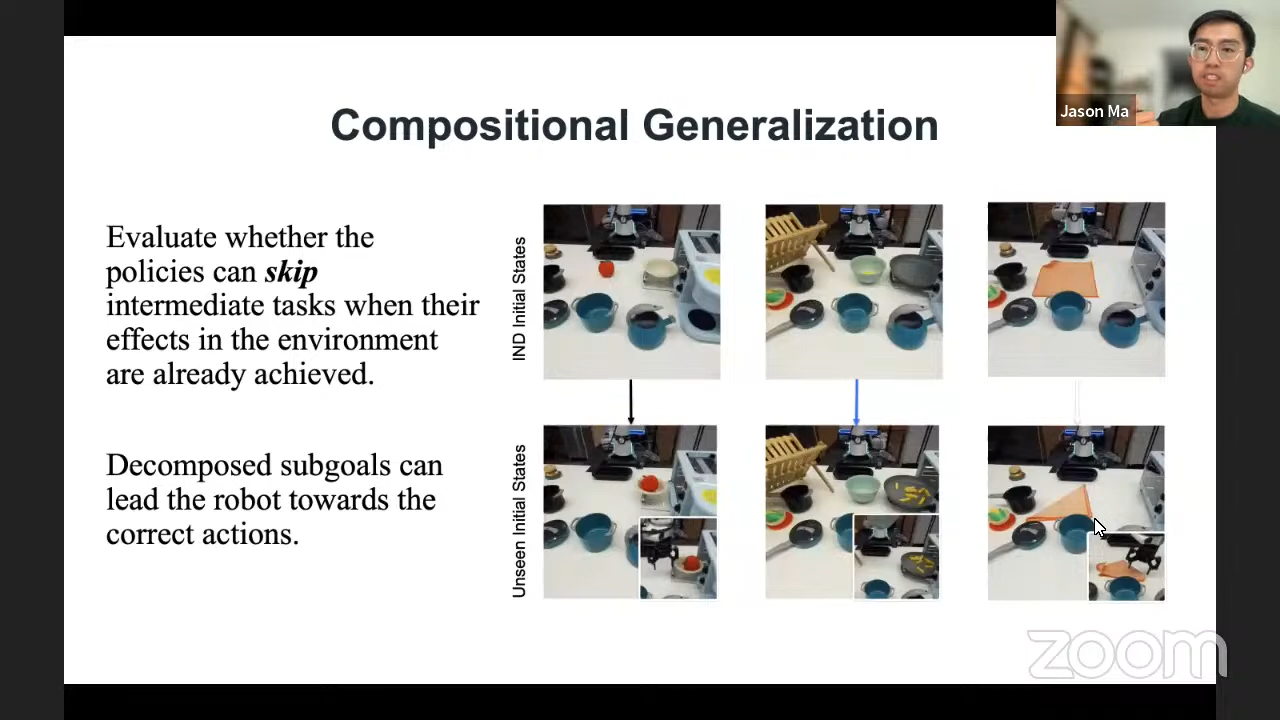 Jason Ma
Compositional Generalization
Evaluate whether the
policies can skip
intermediate tasks when their
effects in the environment
are already achieved.
Decomposed subgoals can
lead the robot towards the
correct actions.
IND Initial States
Unseen Initial States
zoom